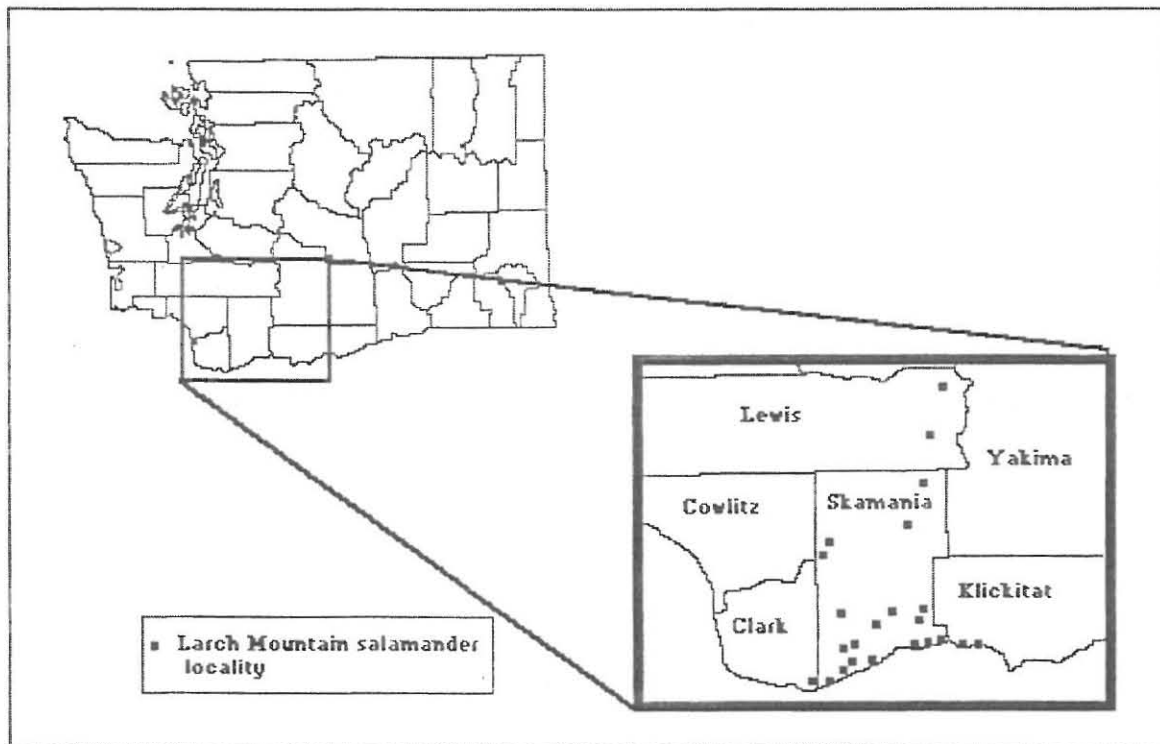 Lewis
Yakima
Cowlitz
Skamania
Klickitat
Clark
Larch Mountain salamander
locality